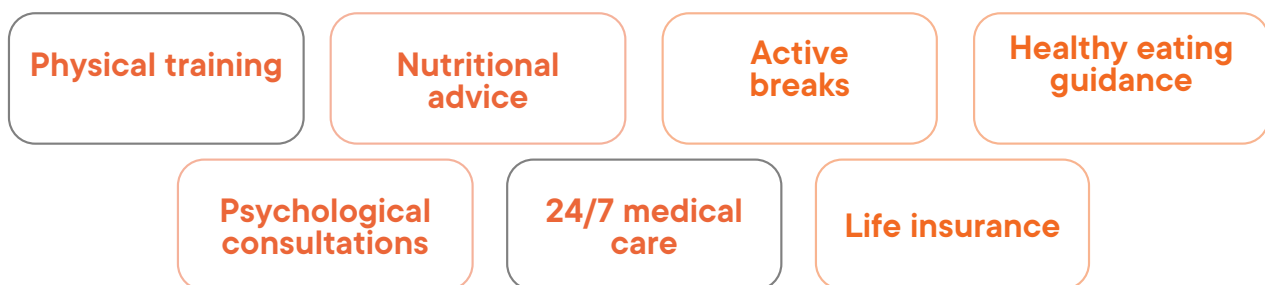 Physical training
Nutritional
advice
Active
breaks
Healthy eating
guidance
Psychological
consultations
24/7 medical
care
Life insurance